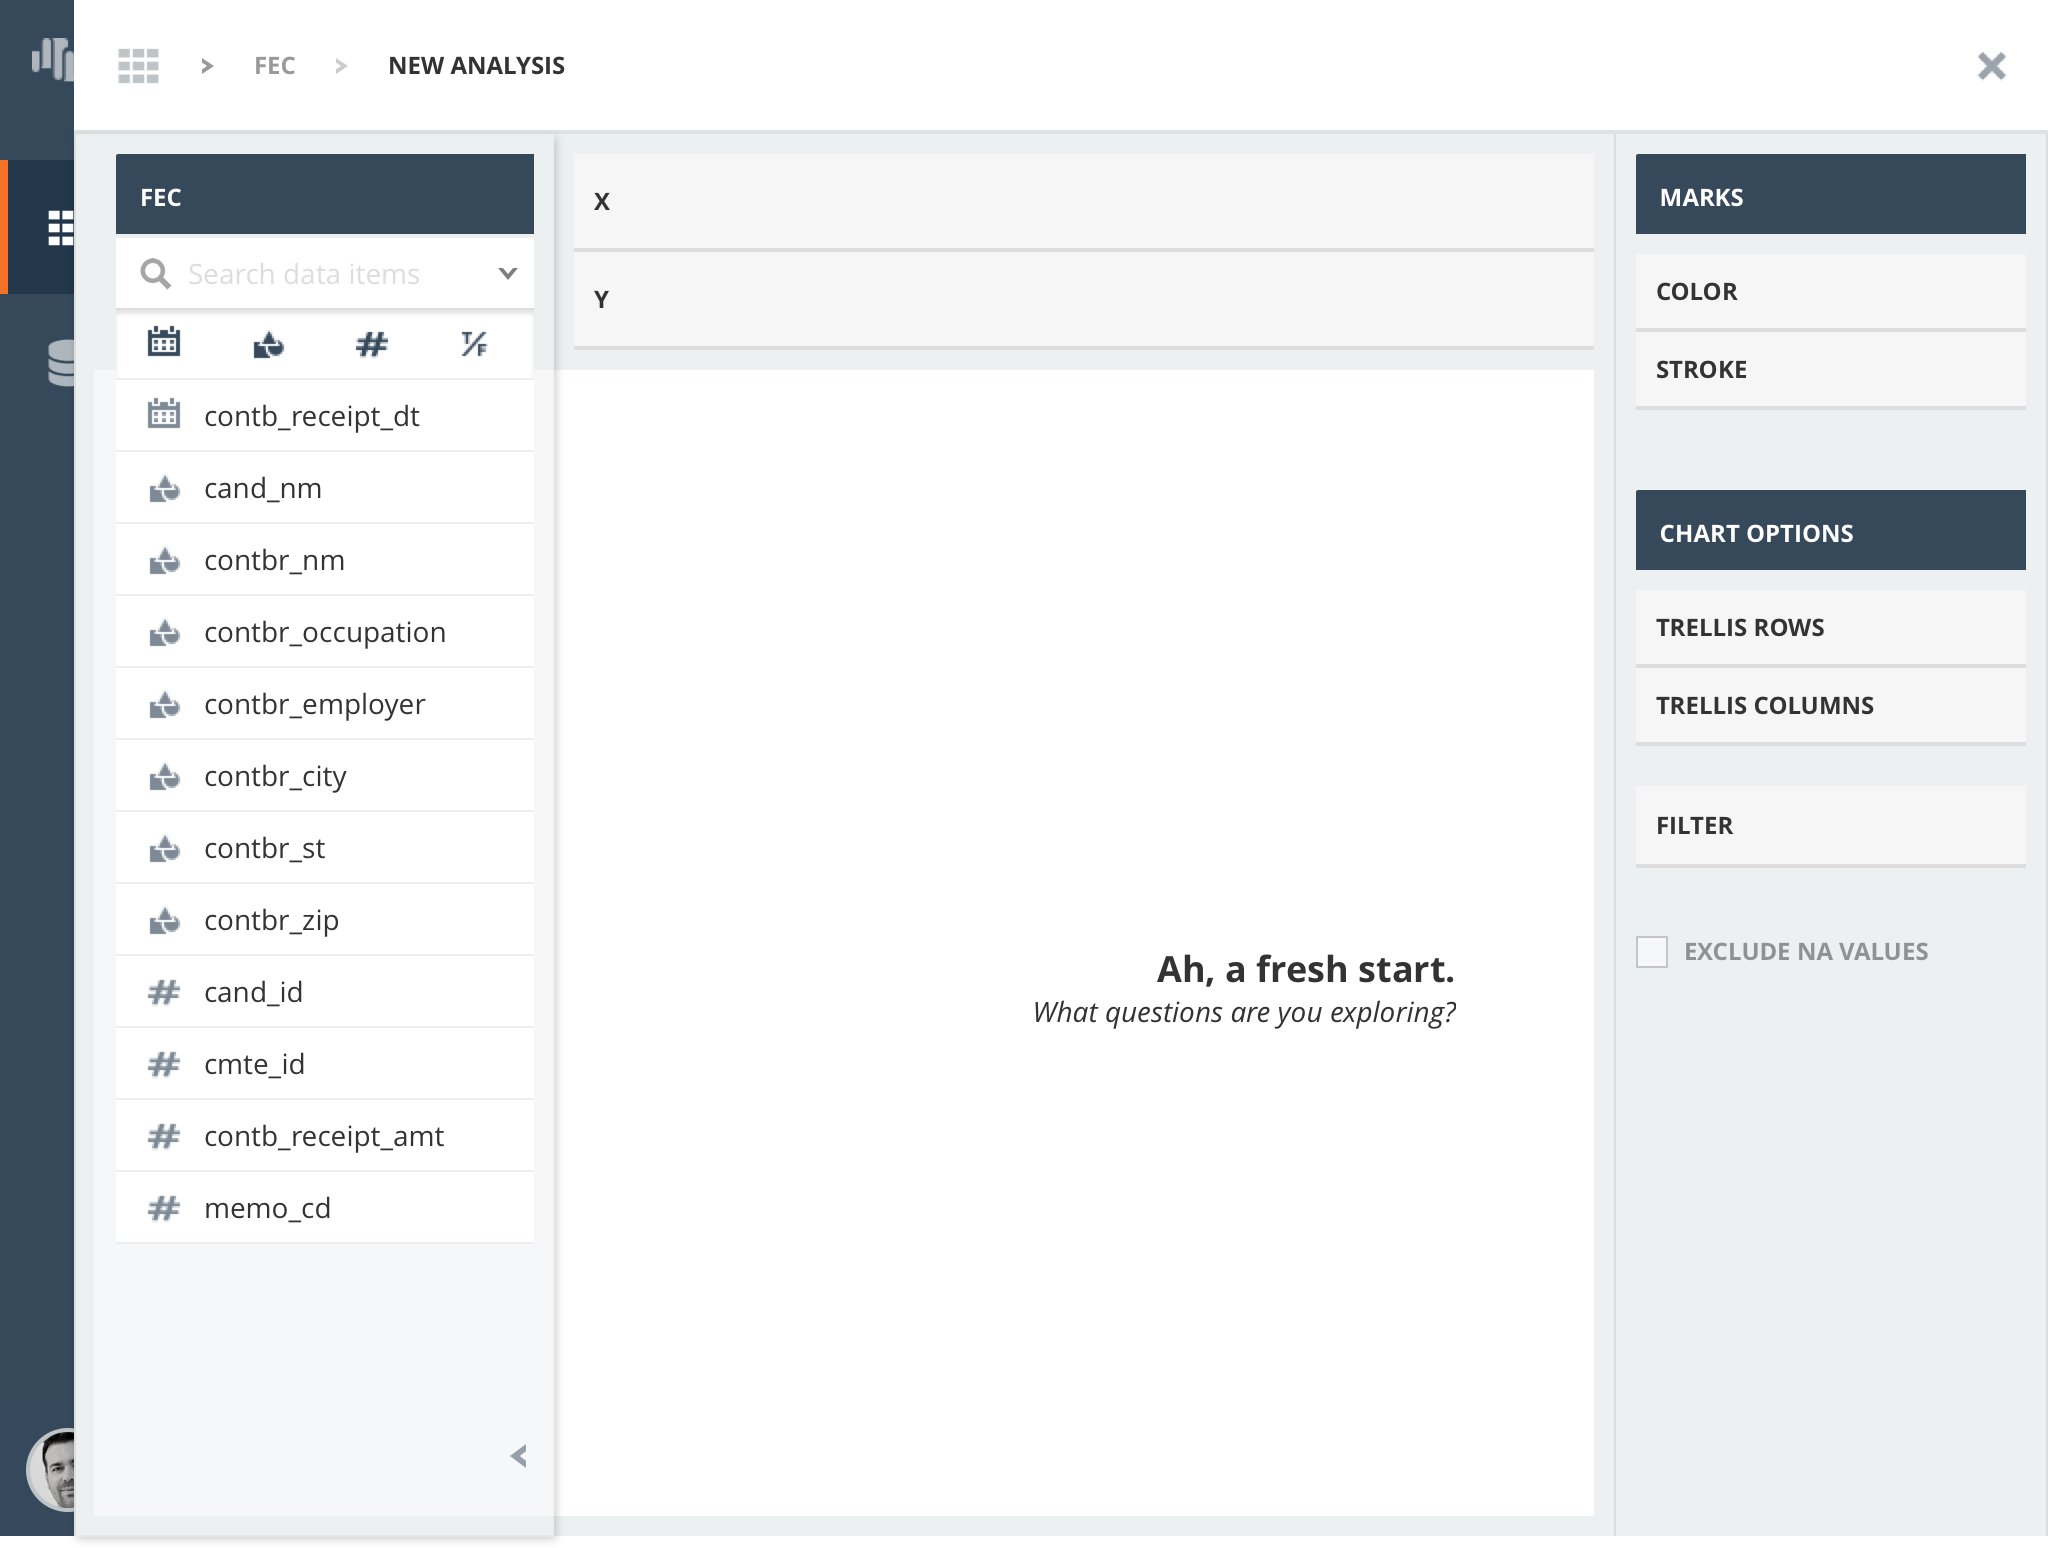 FEC
NEW ANALYSIS
FEC
Search data items
#
T/F
contb_receipt_dt
cand_nm
contbr_nm
contbr_occupation
contbr_employer
contbr_city
contbr_st
contbr_zip
# cand_id
# cmte_id
# contb_receipt_amt
# memo_cd
X
Y
Ah, a fresh start.
What questions are you exploring?
MARKS
COLOR
STROKE
CHART OPTIONS
TRELLIS ROWS
TRELLIS COLUMNS
FILTER
EXCLUDE NA VALUES